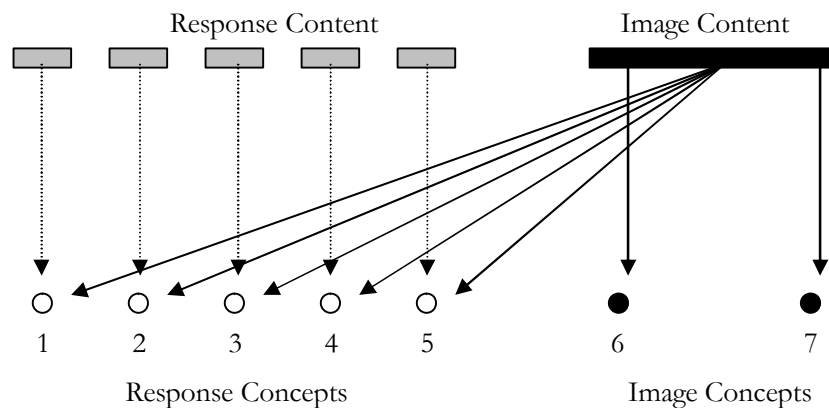 Response Content Image Content
1 2 3 4 5 6 7
Response Concepts Image Concepts